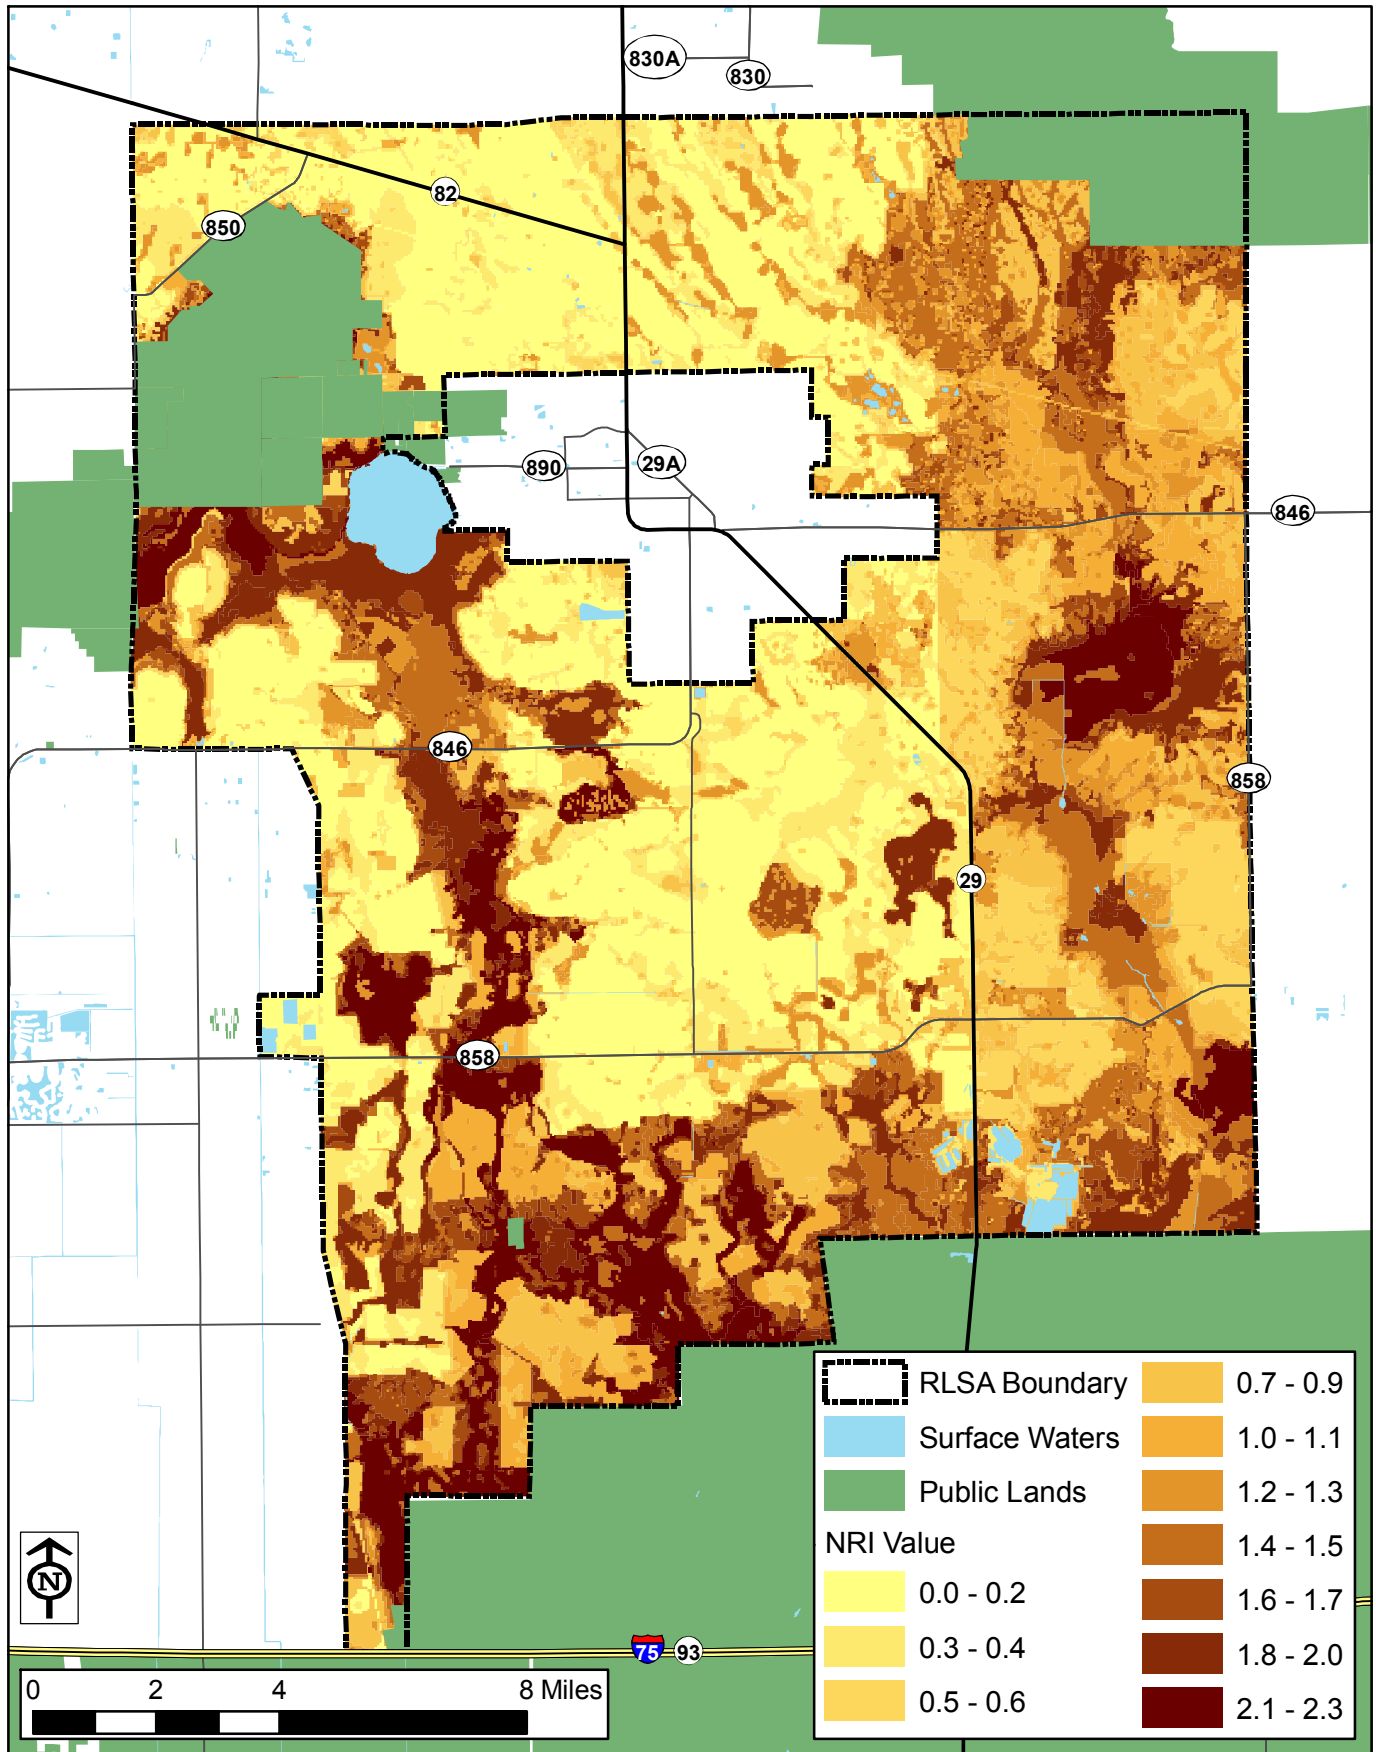 830A
830
82
850
890
29A
846
846
858
29
858
RLSA Boundary
Surface Waters
Public Lands
NRI Value
0.0 - 0.2
0.3 - 0.4
0.5 - 0.6
0.7 - 0.9
1.0 - 1.1
1.2 - 1.3
1.4 - 1.5
1.6 - 1.7
1.8 - 2.0
2.1 - 2.3
N
75
93
0 2 4 8 Miles